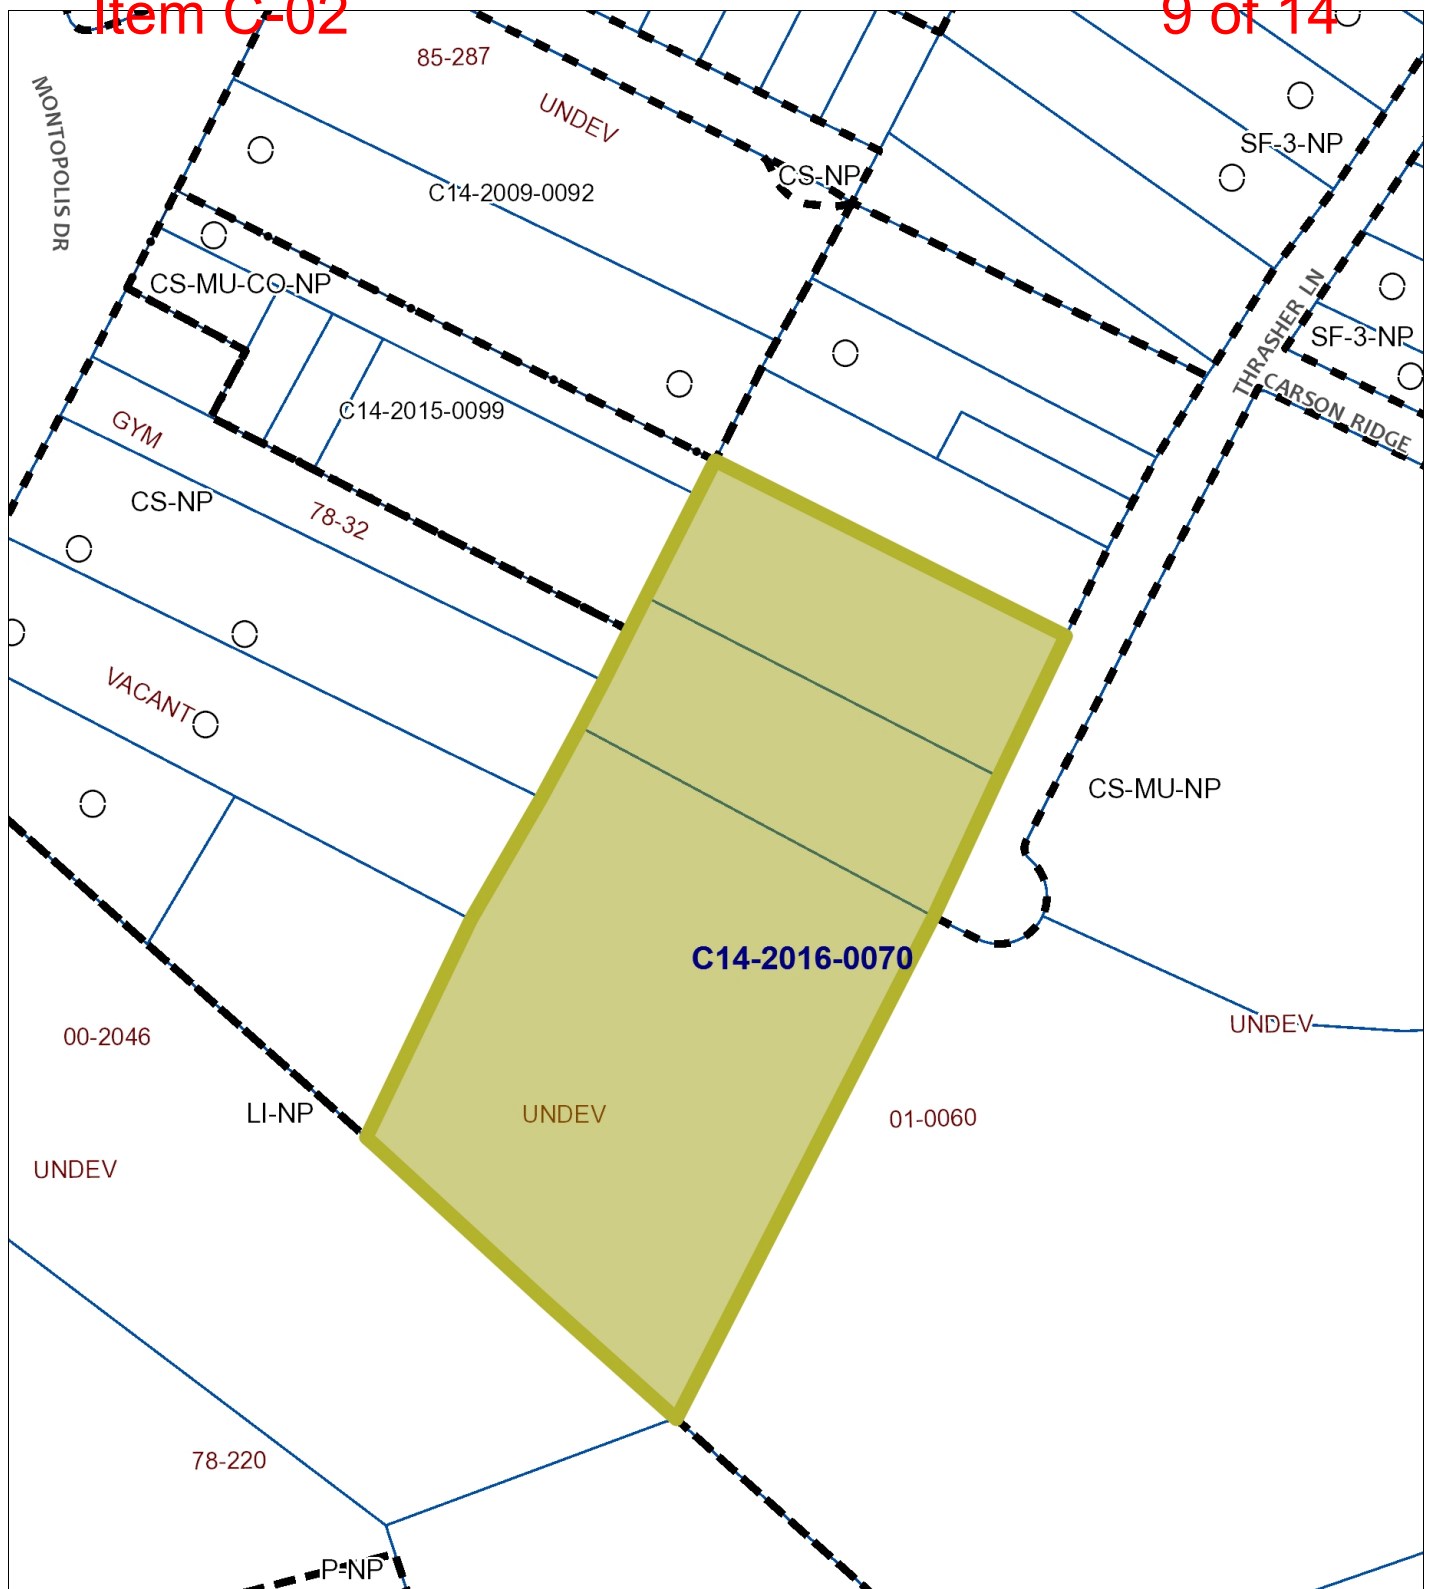 Item C-02
9 of 14
85-287
MONTOPOLIS DR
UNDEV
SF-3-NP
CS-NP
C14-2009-0092
CS-MU-CO-NP
THRASHER LN
SF-3-NP
CARSON RIDGE
C14-2015-0099
GYM
CS-NP
78-32
VACANT
CS-MU-NP
C14-2016-0070
UNDEV
00-2046
LI-NP
UNDEV
01-0060
UNDEV
78-220
P-NP